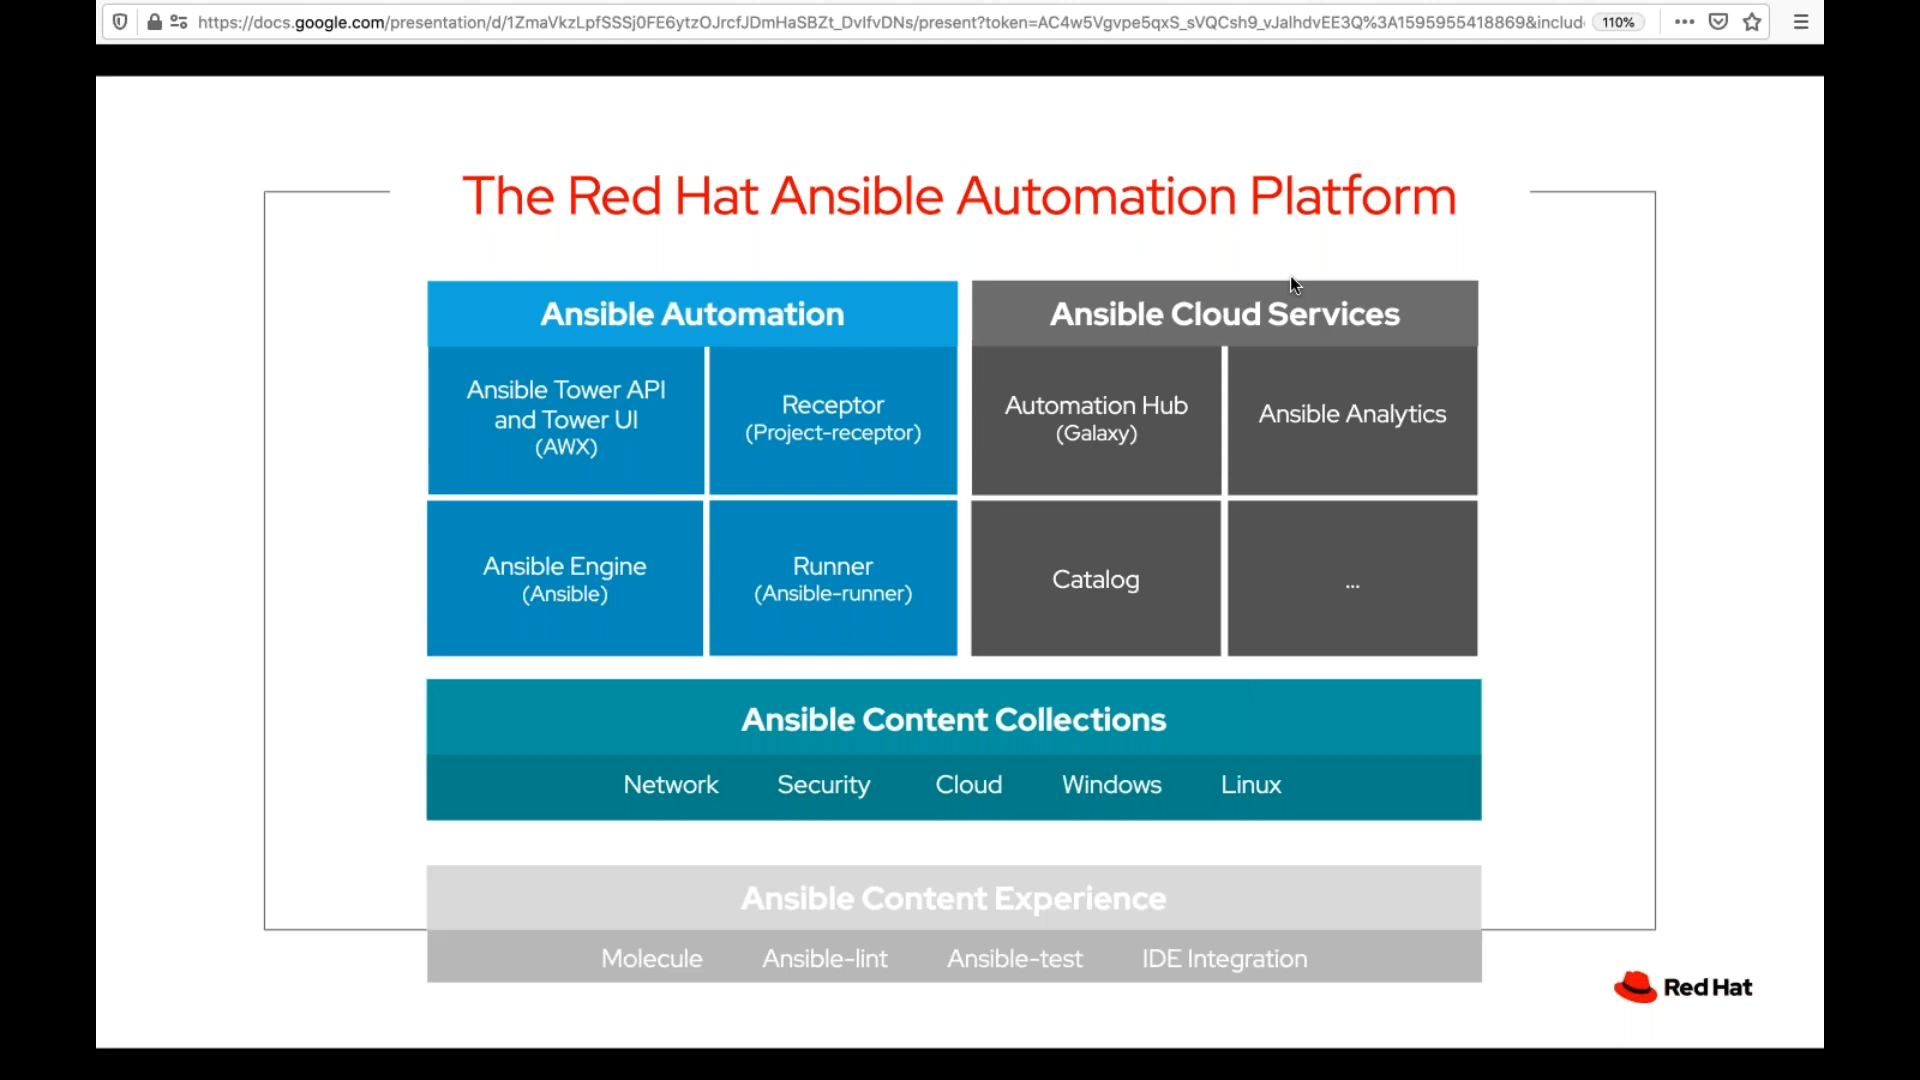 https://docs.google.com/presentation/d/1ZmaVkzLpfSSSj0FE6ytzOJrcfJDmHaSBZt_DvIfvDNs/present?token=AC4w5Vgvpe5qxS_sVQCsh9_vJalhdvEE3Q%3A1595955418869&includ
110%
The Red Hat Ansible Automation Platform
Ansible Automation
Ansible Cloud Services
Ansible Tower API
and Tower UI
(AWX)
Receptor
(Project-receptor)
Automation Hub
(Galaxy)
Ansible Analytics
Ansible Engine
(Ansible)
Runner
(Ansible-runner)
Catalog
...
Ansible Content Collections
Network Security Cloud Windows Linux
Ansible Content Experience
Molecule Ansible-lint Ansible-test IDE Integration
Red Hat